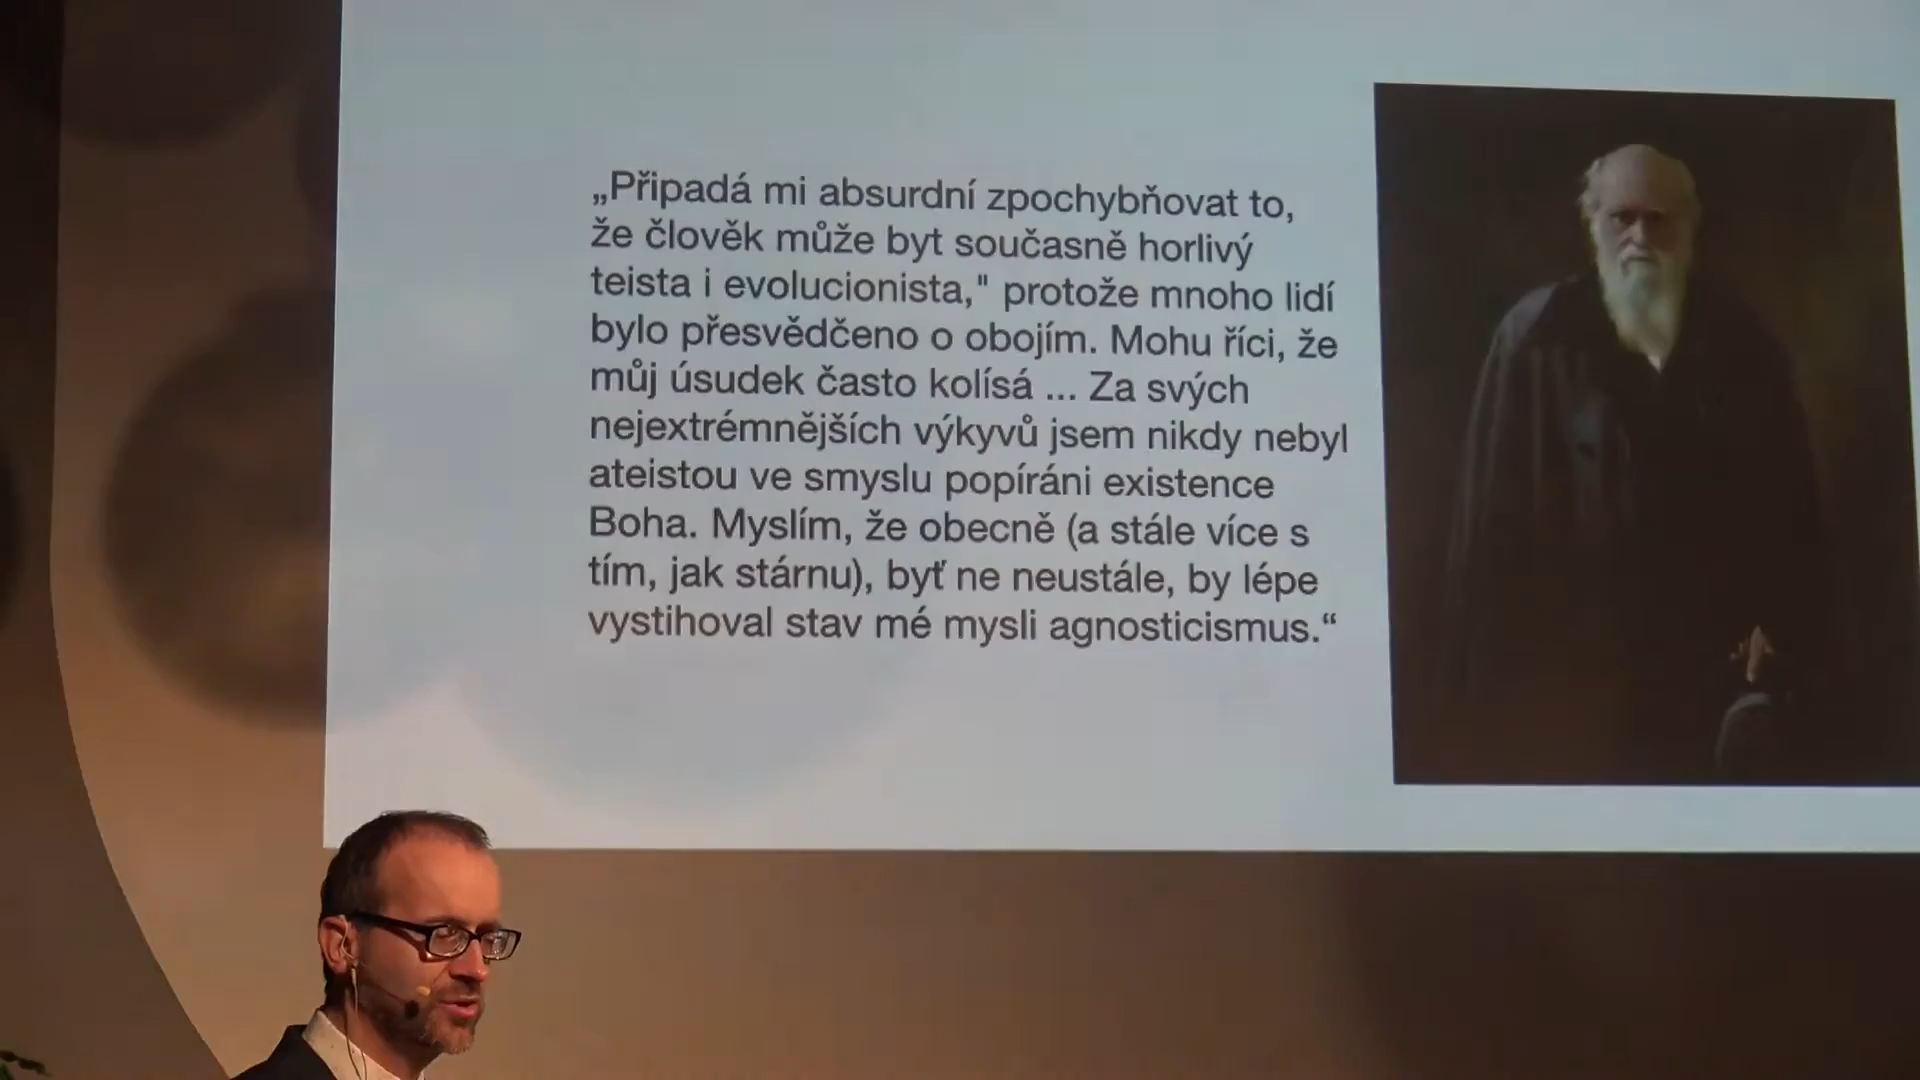 „Připadá mi absurdní zpochybňovat to,
že člověk může byt současně horlivý
teista i evolucionista," protože mnoho lidí
bylo přesvědčeno o obojím. Mohu říci, že
můj úsudek často kolísá ... Za svých
nejextrémnějších výkyvů jsem nikdy nebyl
ateistou ve smyslu popíráni existence
Boha. Myslím, že obecně (a stále více s
tím, jak stárnu), byť ne neustále, by lépe
vystihoval stav mé mysli agnosticismus.“